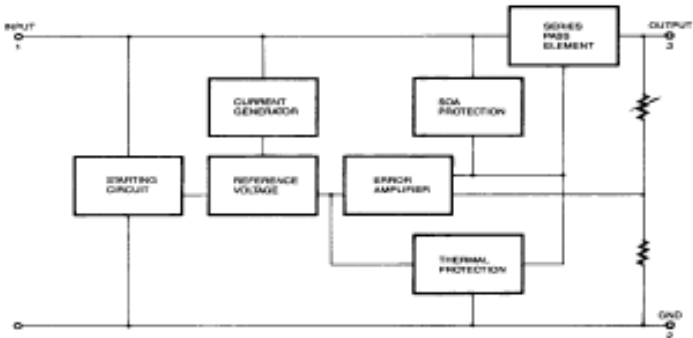 INPUT
1
SERIES
PASS
ELEMENT
OUTPUT
3
CURRENT
GENERATOR
SOA
PROTECTION
STARTING
CIRCUIT
REFERENCE
VOLTAGE
ERROR
AMPLIFIER
THERMAL
PROTECTION
GND
2